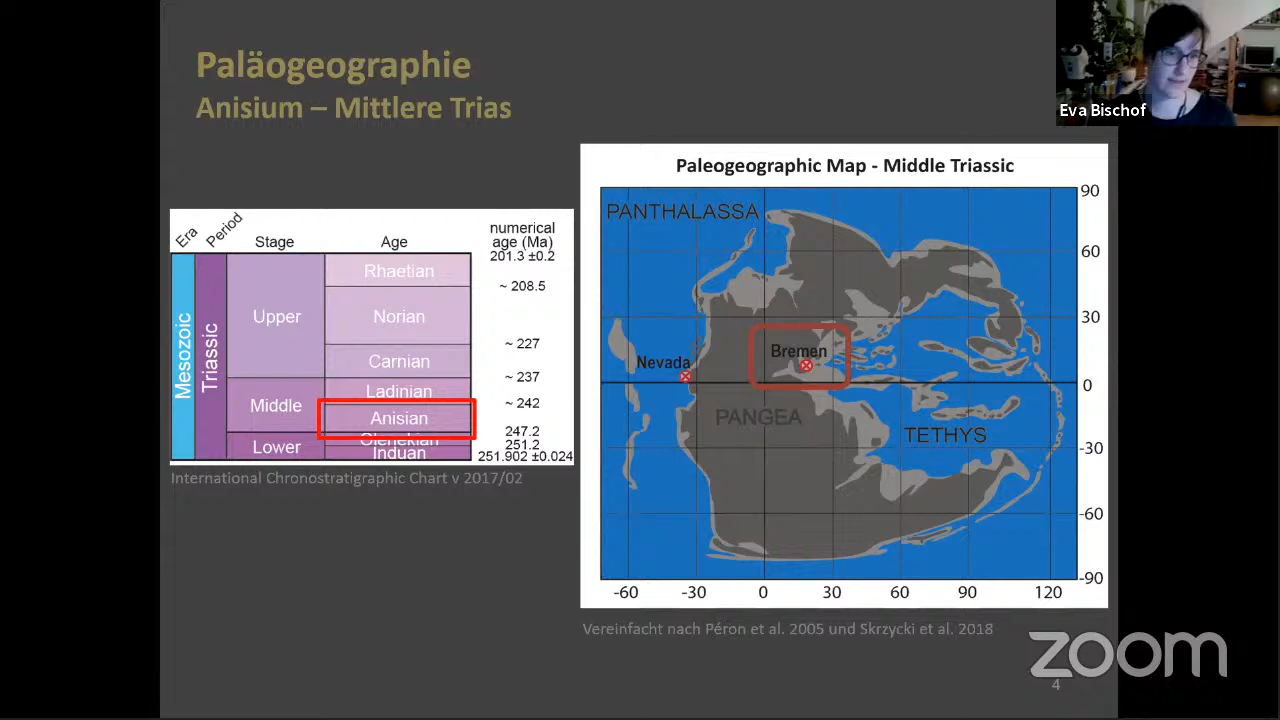 Paläogeographie
Anisium – Mittlere Trias
Eva Bischof
Era
Period
Stage
Age
numerical
age (Ma)
Mesozoic
Triassic
Upper
Middle
Lower
Rhaetian
Norian
Carnian
Ladinian
Anisian
Olenekian
Induan
201.3 ±0.2
~ 208.5
~ 227
~ 237
~ 242
247.2
251.2
251.902 ±0.024
International Chronostratigraphic Chart v 2017/02
Paleogeographic Map - Middle Triassic
PANTHALASSA
Nevada
Bremen
PANGEA
TETHYS
90
60
30
0
-30
-60
-90
-60
-30
0
30
60
90
120
Vereinfacht nach Péron et al. 2005 und Skrzycki et al. 2018
zoom
4